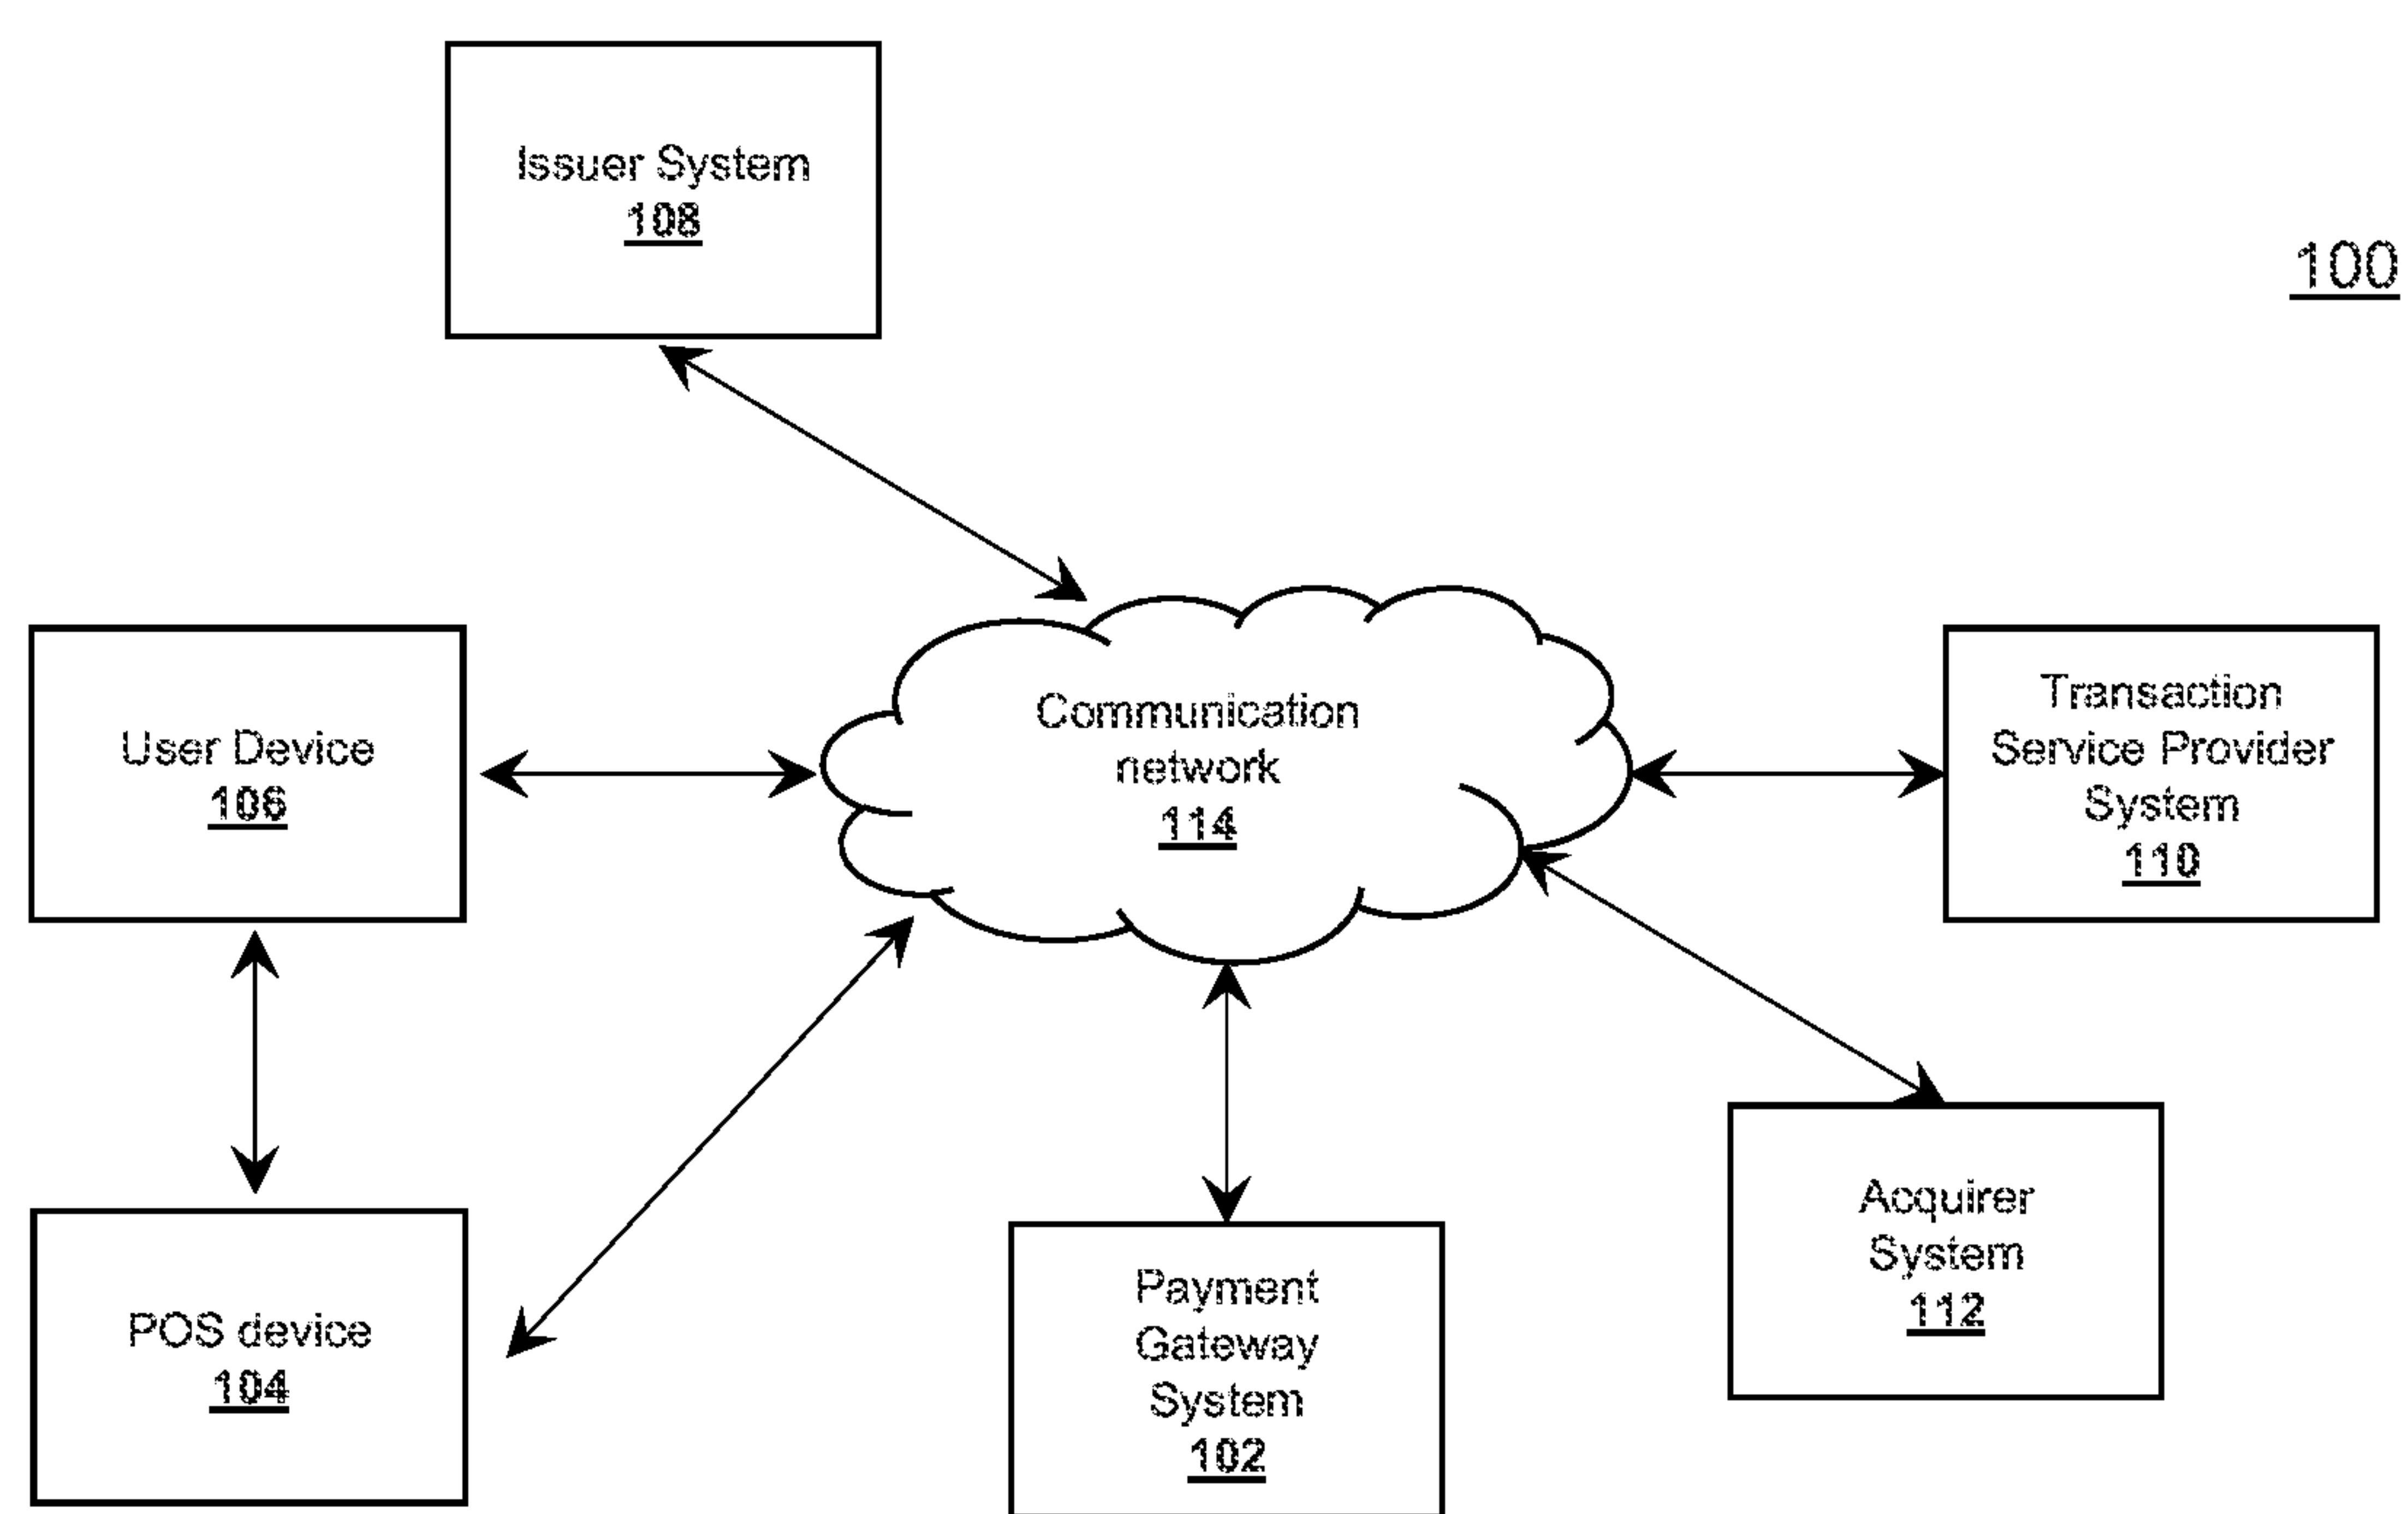 Issuer System
108
100
User Device
106
Communication
network
114
Transaction
Service Provider
System
110
POS device
104
Payment
Gateway
System
102
Acquirer
System
112